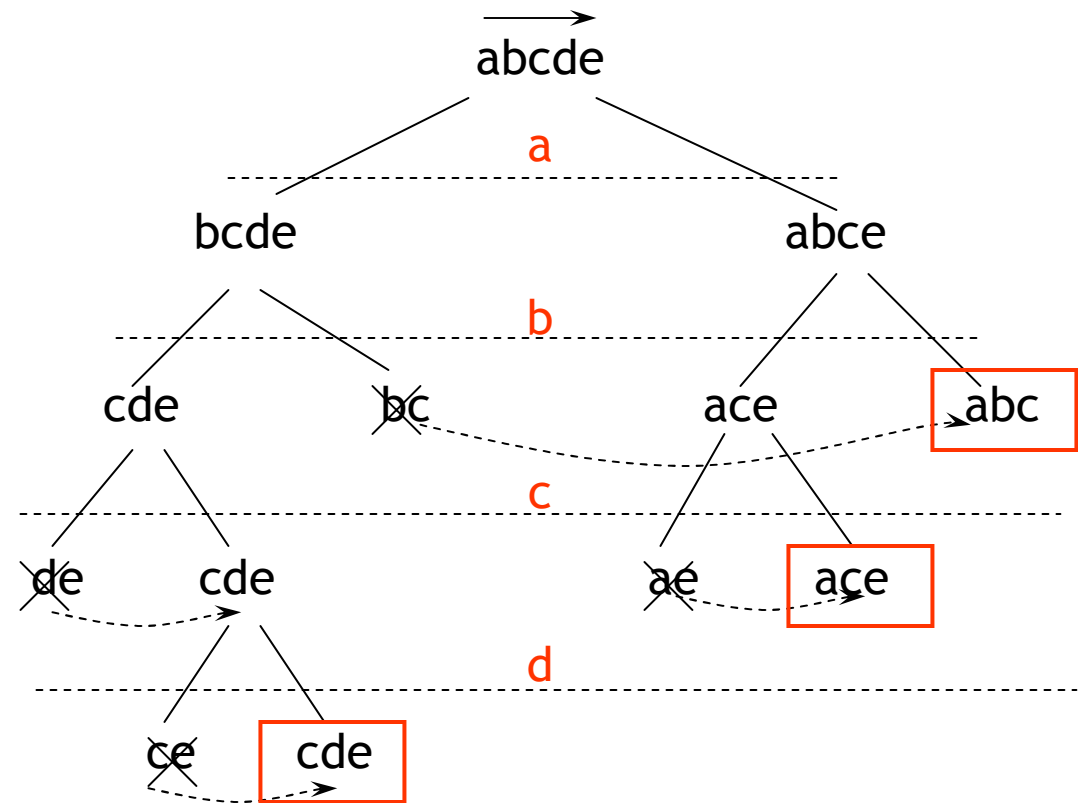 abcde
a
bcde abce
b
cde bc ace abc
c
de cde ae ace
d
ce cde